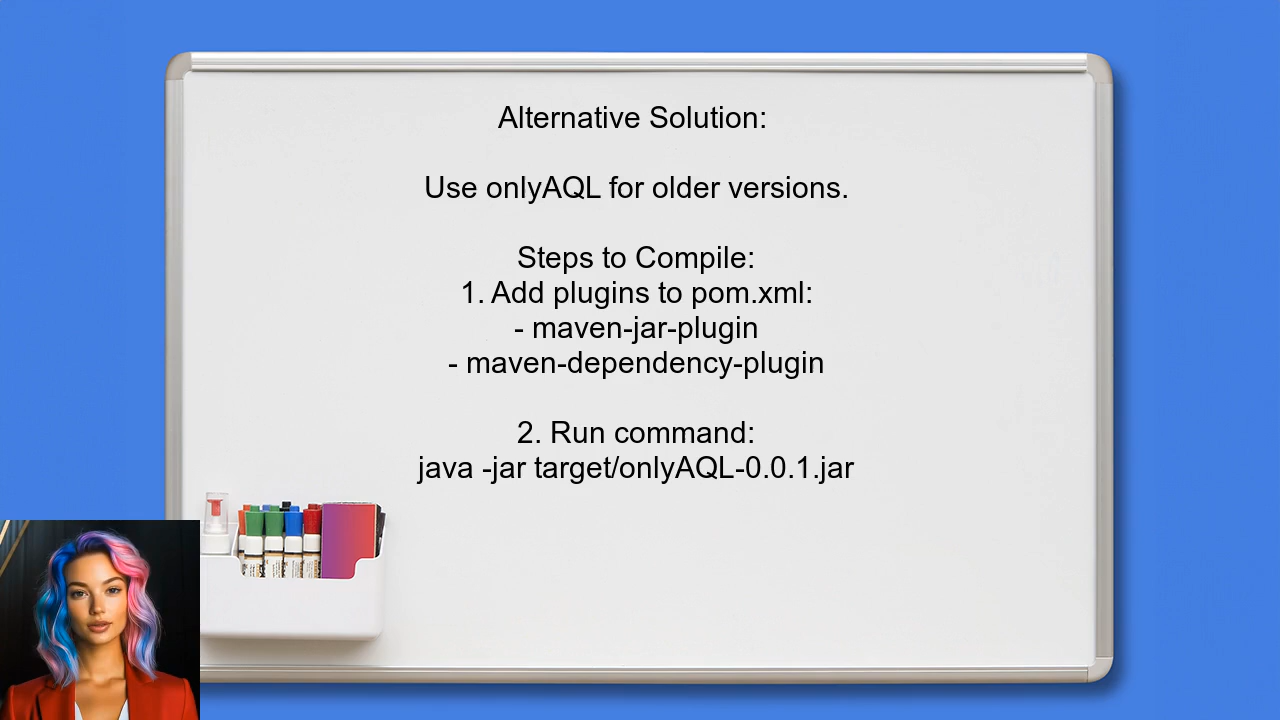 Alternative Solution:
Use onlyAQL for older versions.
Steps to Compile:
1. Add plugins to pom.xml:
- maven-jar-plugin
- maven-dependency-plugin
2. Run command:
java -jar target/onlyAQL-0.0.1.jar